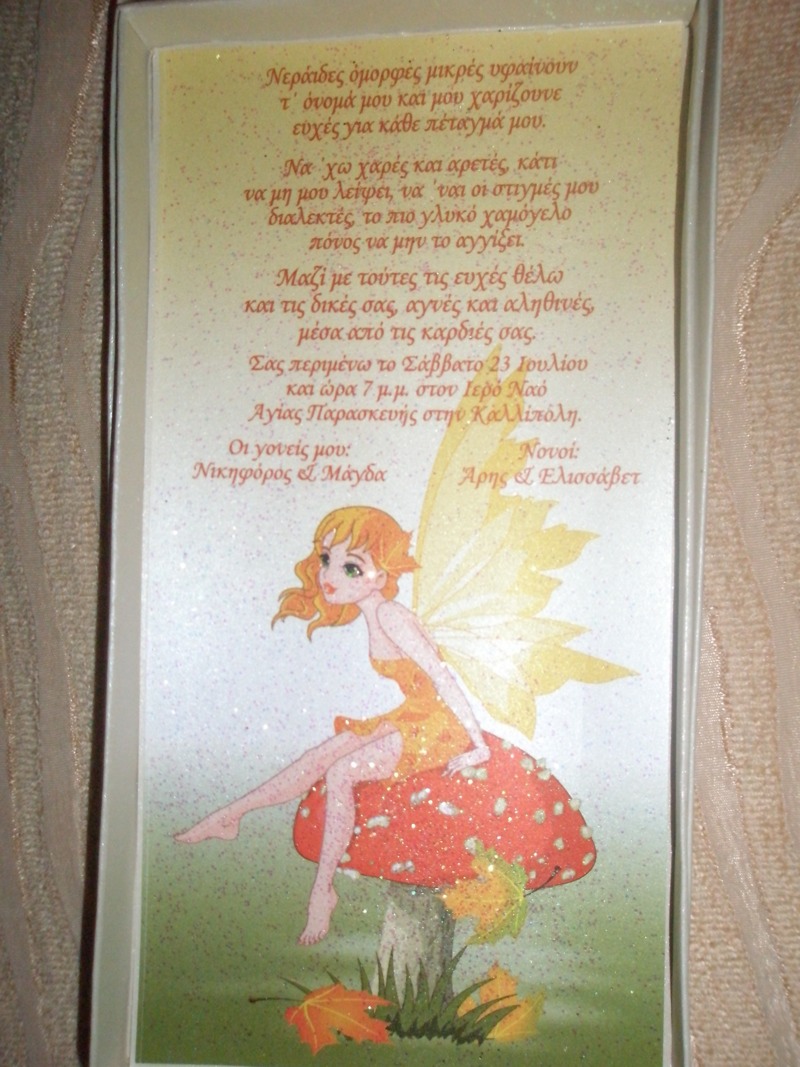 Νεράιδες όμορφες μικρές υφαίνουν
τ΄ όνομά μου και μου χαρίζουνε
ευχές για κάθε πέταγμά μου.
Να ΄χω χαρές και αρετές, κάτι
να μη μου λείψει, να ΄ναι οι στιγμές μου
διαλεκτές, το πιο γλυκό χαμόγελο
πόνος να μην το αγγίξει.
Μαζί με τούτες τις ευχές θέλω
και τις δικές σας, αγνές και αληθινές,
μέσα από τις καρδιές σας.
Σας περιμένω το Σάββατο 23 Ιουλίου
και ώρα 7 μ.μ. στον Ιερό Ναό
Αγίας Παρασκευής στην Καλλίπολη.
Οι γονείς μου:
Νικηφόρος & Μάγδα
Νονοί:
Άρης & Ελισσάβετ